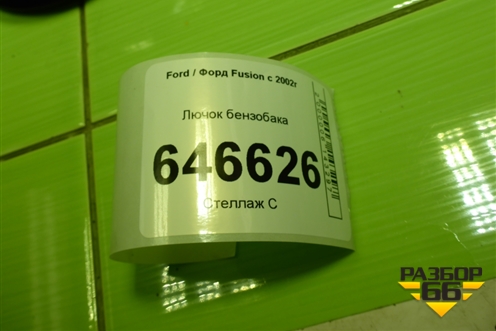 Ford / Форд Fusion с 2002г
Лючок бензобака
646626
Стеллаж С
РАЗБОР
66